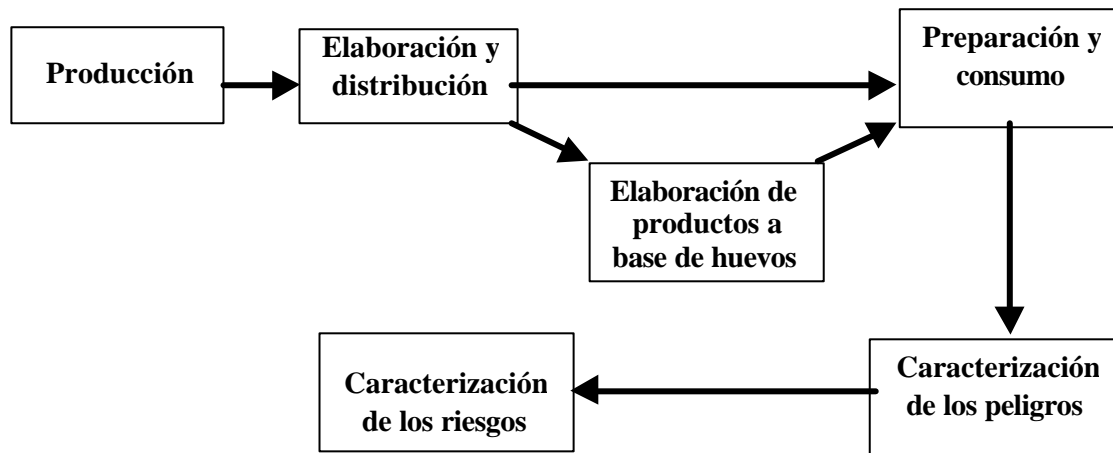 Producción
Elaboración y
distribución
Preparación y
consumo
Elaboración de
productos a
base de huevos
Caracterización
de los peligros
Caracterización
de los riesgos